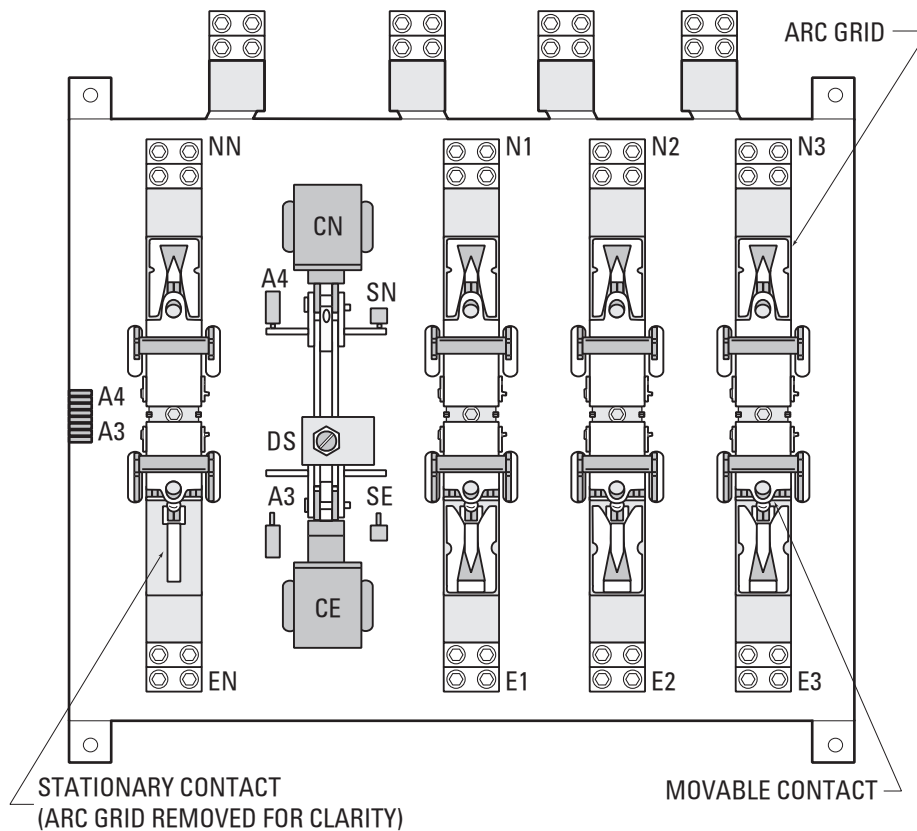 ARC GRID
NN
N1
N2
N3
CN
A4
SN
A4
A3
DS
A3
SE
CE
EN
E1
E2
E3
STATIONARY CONTACT
(ARC GRID REMOVED FOR CLARITY)
MOVABLE CONTACT